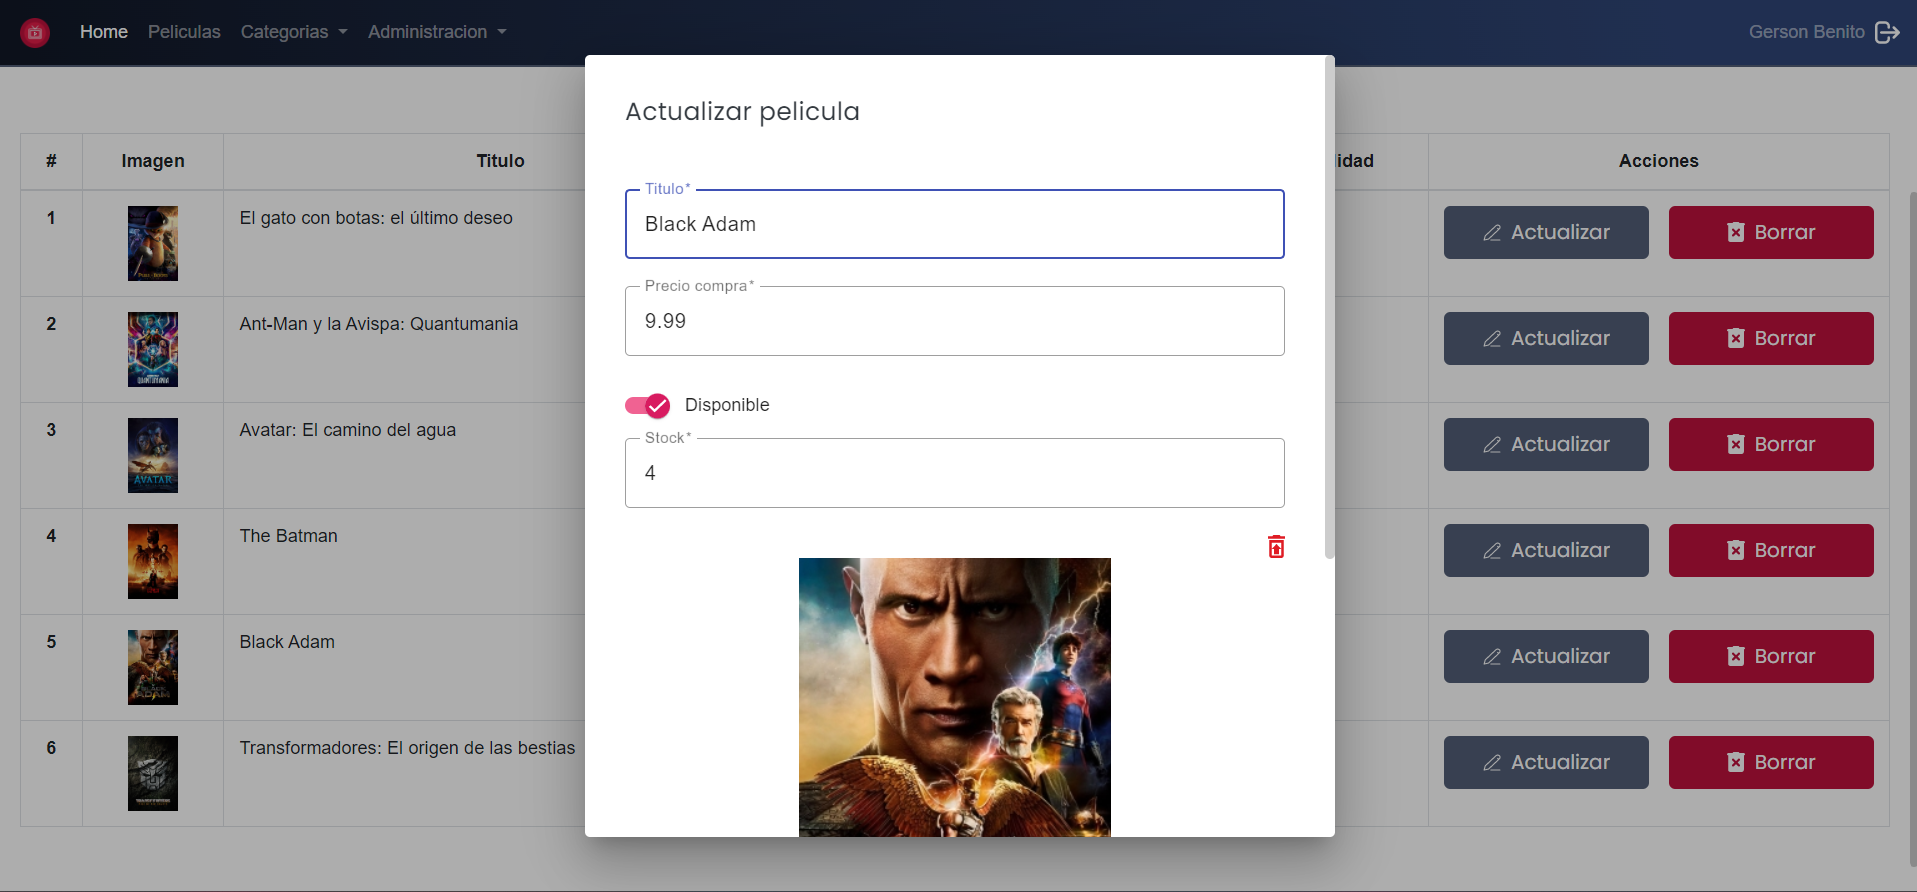 Home Peliculas Categorias Administracion Gerson Benito
Actualizar pelicula
Titulo*
Black Adam
Precio compra*
9.99
Disponible
Stock*
4
# Imagen Titulo idad Acciones
1 El gato con botas: el último deseo Actualizar Borrar
2 Ant-Man y la Avispa: Quantumania Actualizar Borrar
QUANTUMANIA
3 Avatar: El camino del agua Actualizar Borrar
AVATAR
4 The Batman Actualizar Borrar
5 Black Adam Actualizar Borrar
ADAM
6 Transformadores: El origen de las bestias Actualizar Borrar